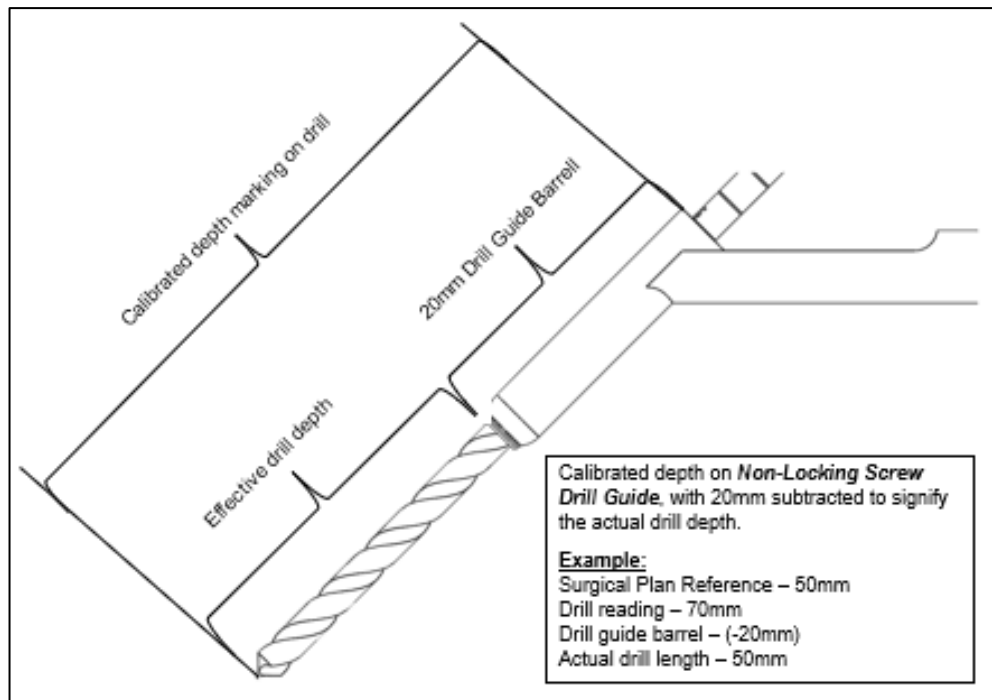 Calibrated depth marking on drill
20mm Drill Guide Barrell
Effective drill depth
Calibrated depth on Non-Locking Screw
Drill Guide, with 20mm subtracted to signify
the actual drill depth.
Example:
Surgical Plan Reference – 50mm
Drill reading – 70mm
Drill guide barrel – (-20mm)
Actual drill length – 50mm